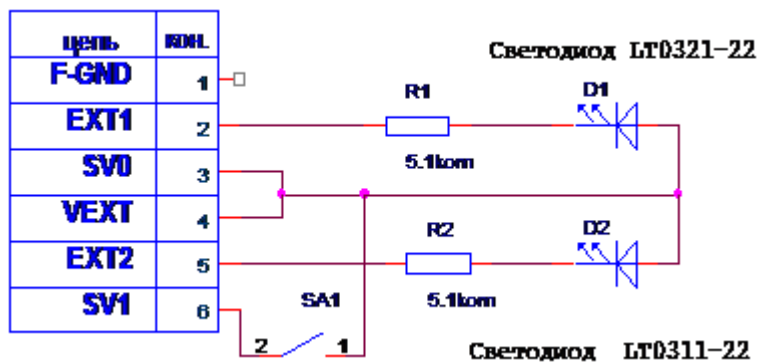 цепь КОН.
Светодиод LT0321-22
F-GND 1
R1 D1
EXT1 2
5.1kom
SV0 3
VEXT 4
R2 D2
EXT2 5
SA1 5.1kom
SV1 6
2 1
Светодиод LT0311-22